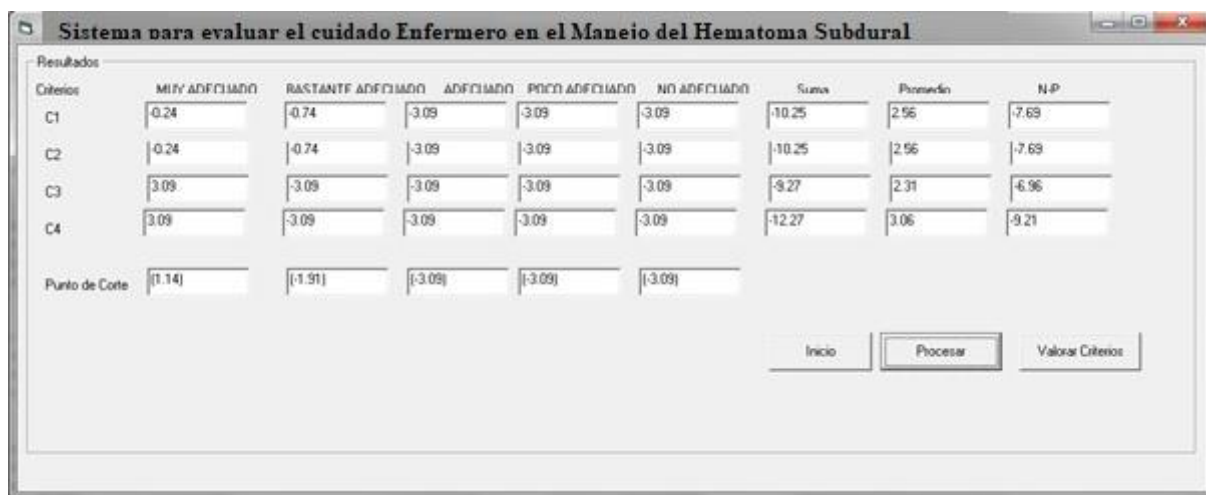 Sistema para evaluar el cuidado Enfermero en el Manejo del Hematoma Subdural
Resultados
Criterios MUY ADECUADO BASTANTE ADECUADO ADECUADO POCO ADECUADO NO ADECUADO Suma Promedio N-P
C1 -0.24 -0.74 -3.09 -3.09 -3.09 -10.25 2.56 -7.69
C2 -0.24 -0.74 -3.09 -3.09 -3.09 -10.25 2.56 -7.69
C3 3.09 -3.09 -3.09 -3.09 -3.09 -9.27 2.31 -6.96
C4 3.09 -3.09 -3.09 -3.09 -3.09 -12.27 3.06 -9.21
Punto de Corte (1.14) (-1.91) (-3.09) (-3.09) (-3.09)
Inicio Procesar Valorar Criterios